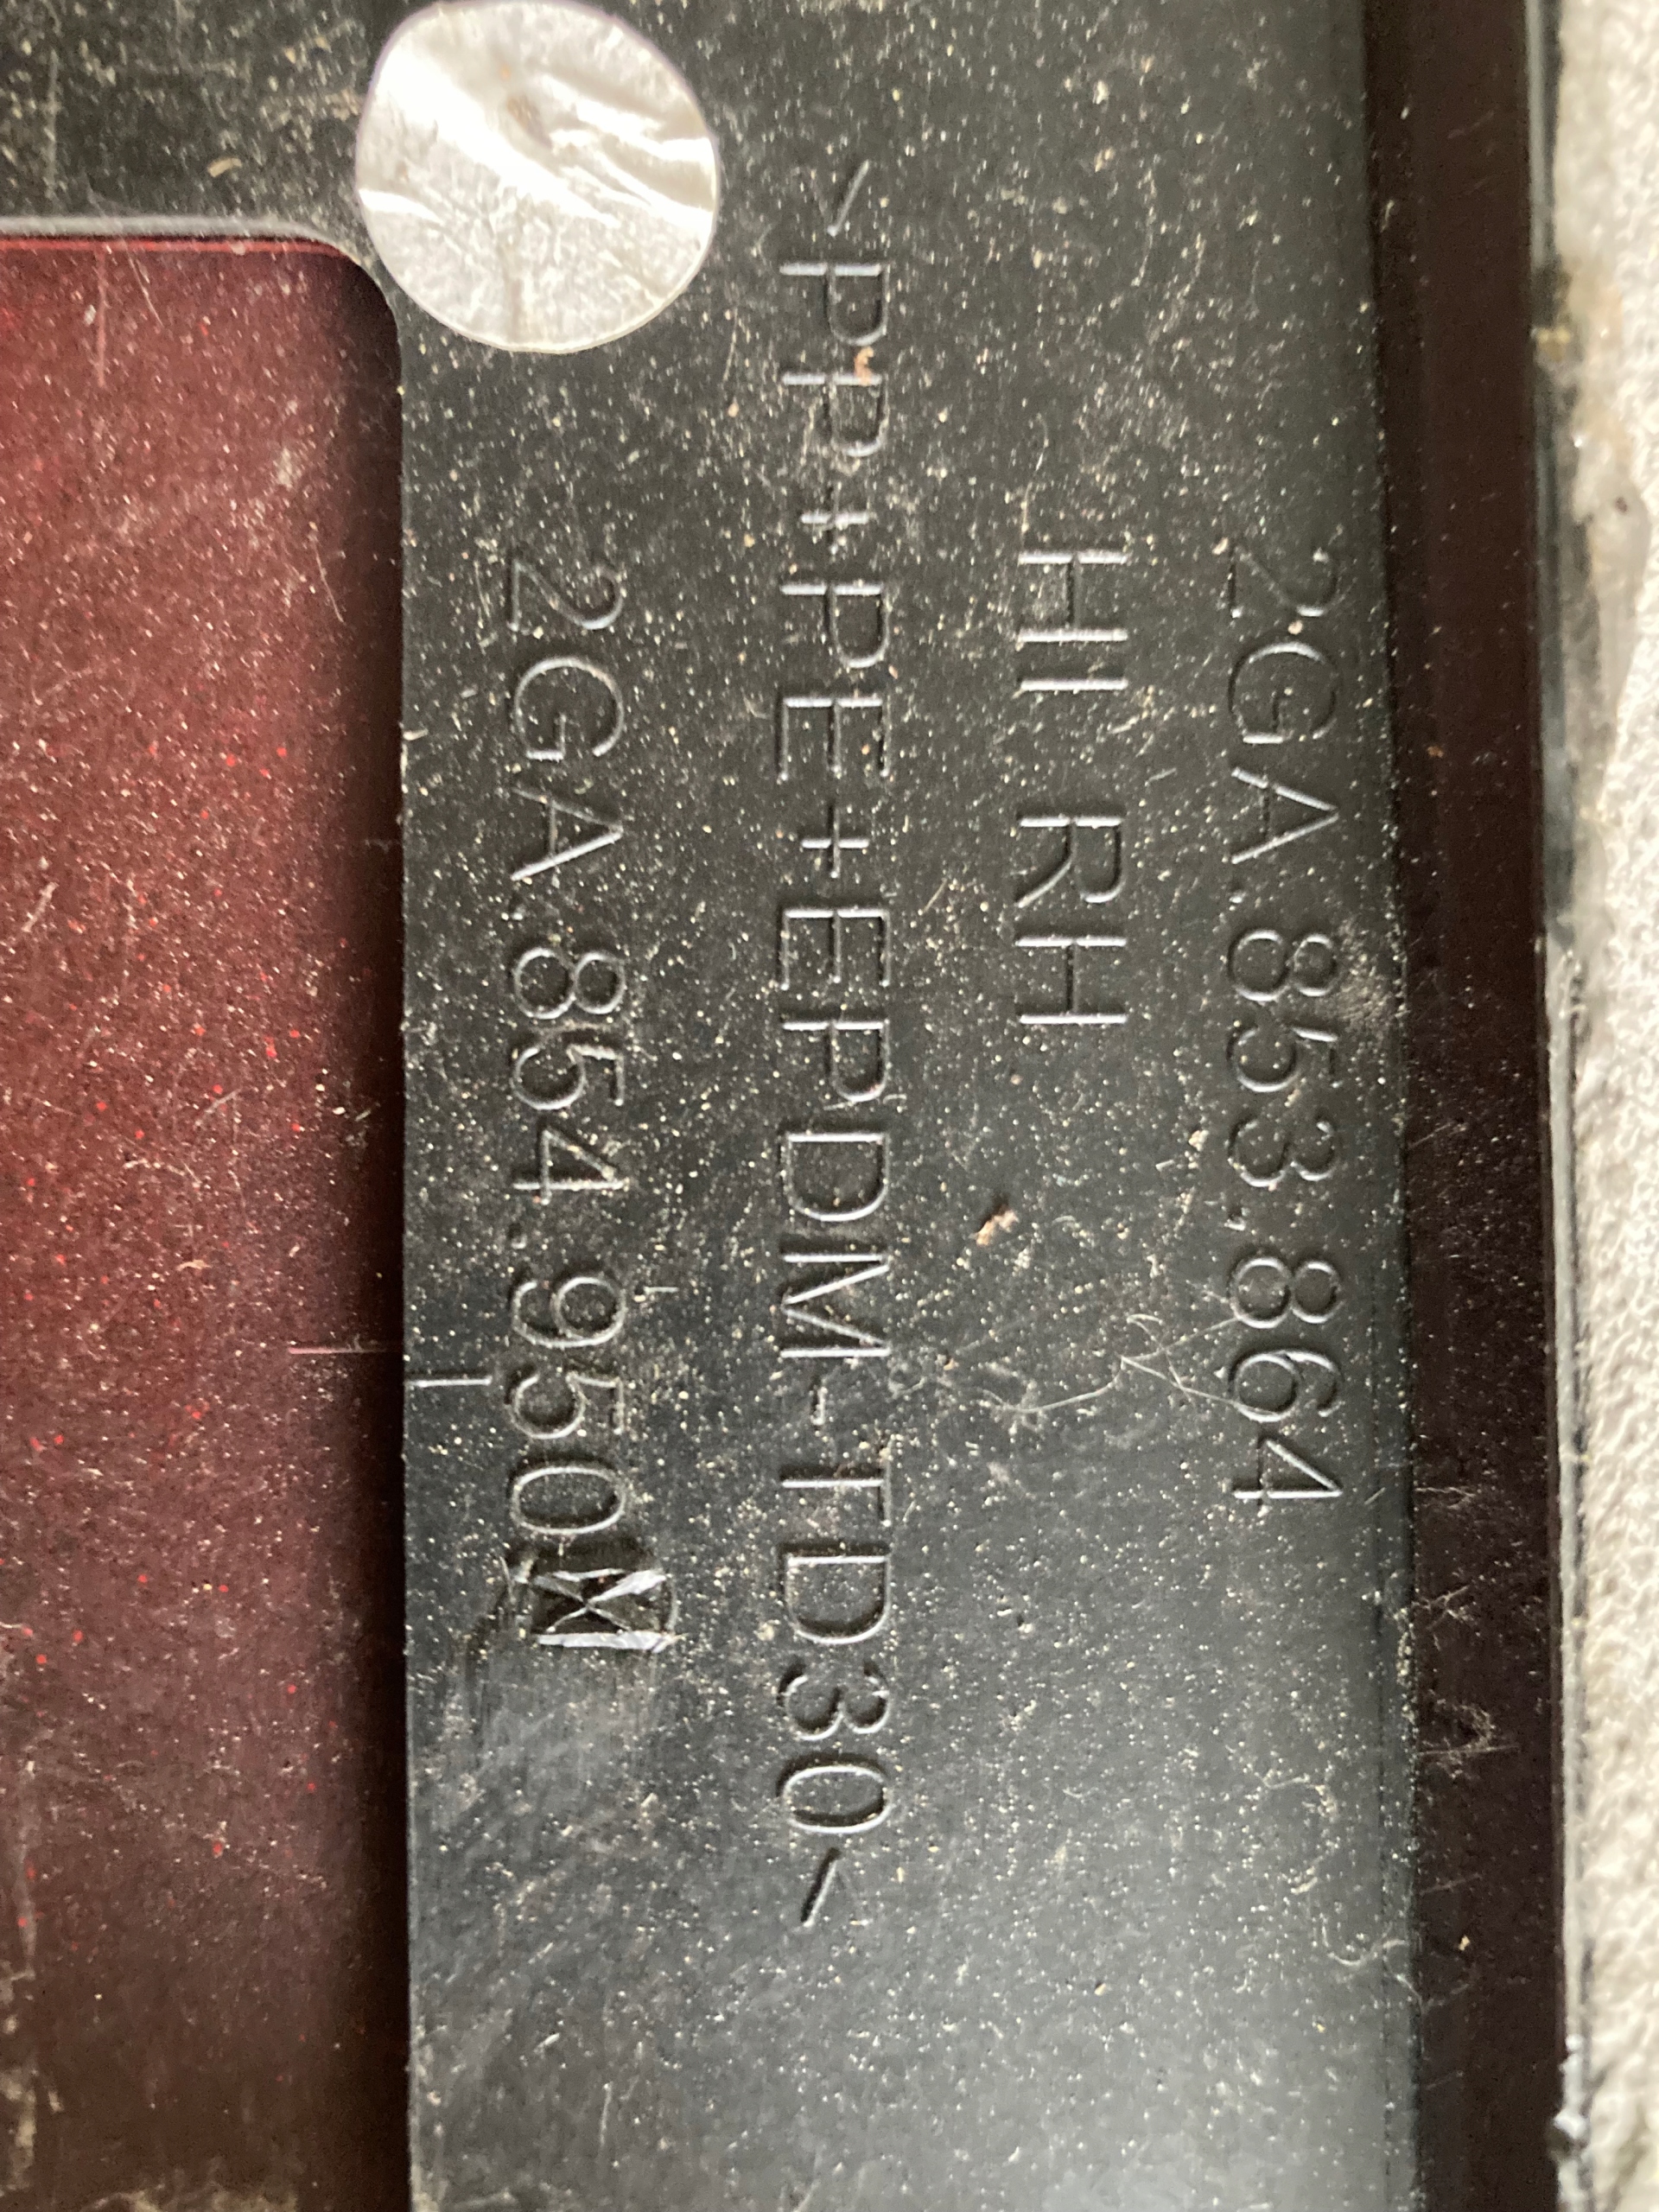 2GA.853.864
HI RH
>PP+PE+EPDM-TD30<
2GA.854.950